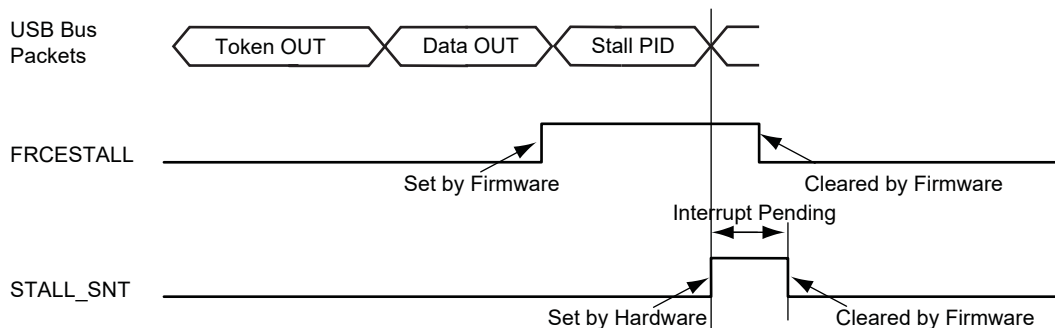 USB Bus
Packets
Token OUT
Data OUT
Stall PID
FRCESTALL
Set by Firmware
Cleared by Firmware
Interrupt Pending
STALL_SNT
Set by Hardware
Cleared by Firmware